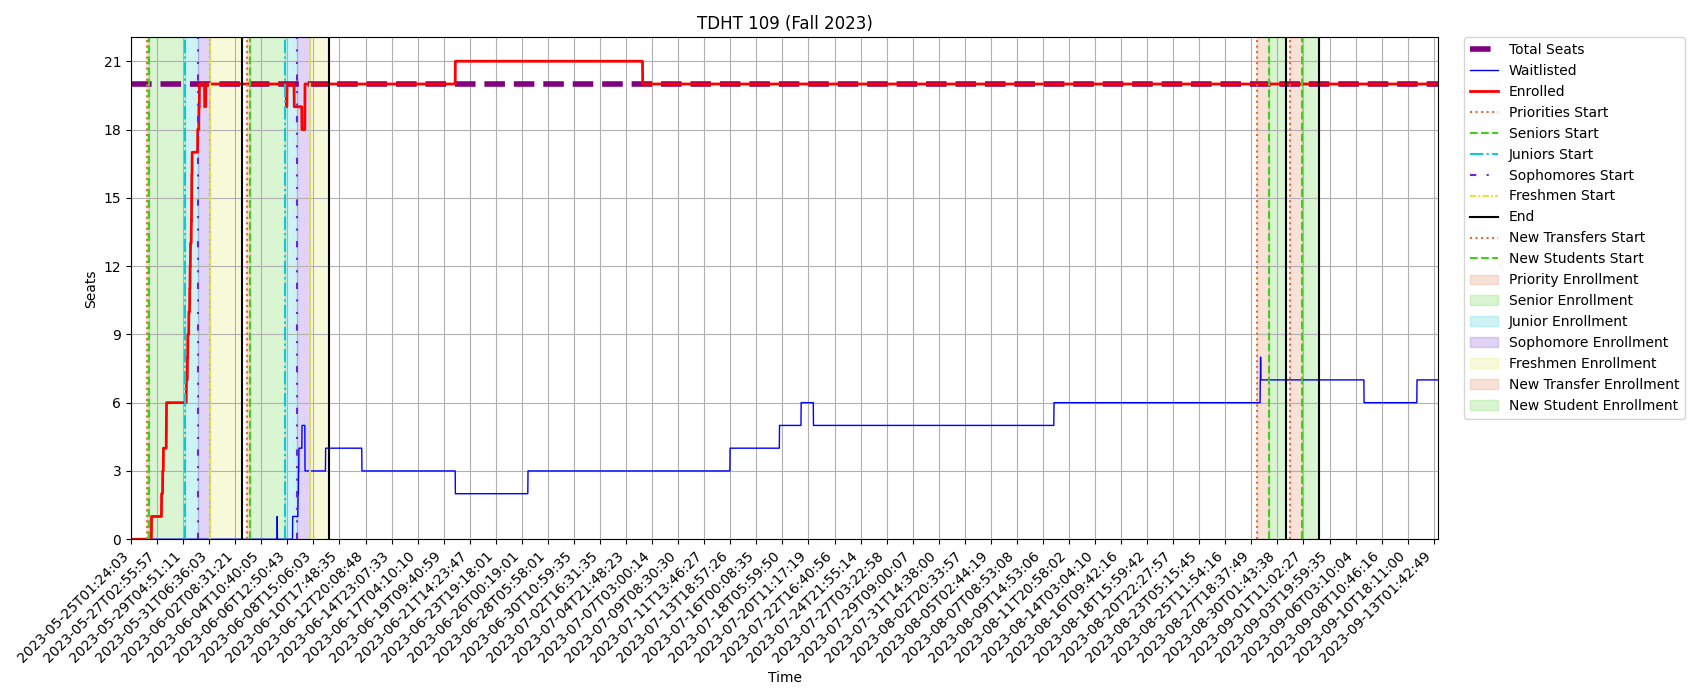 TDHT 109 (Fall 2023)
Seats
21
18
15
12
9
6
3
0
2023-05-25T01:24:03
2023-05-27T02:55:57
2023-05-29T04:51:11
2023-05-31T06:36:03
2023-06-02T08:31:21
2023-06-04T10:40:05
2023-06-06T12:50:43
2023-06-08T15:06:03
2023-06-10T17:48:35
2023-06-12T20:08:48
2023-06-14T23:07:33
2023-06-17T04:10:10
2023-06-19T09:40:59
2023-06-21T14:23:47
2023-06-23T19:18:01
2023-06-26T00:19:01
2023-06-28T05:58:01
2023-06-30T10:59:35
2023-07-02T16:31:35
2023-07-04T21:48:23
2023-07-07T03:00:14
2023-07-09T08:30:30
2023-07-11T13:46:27
2023-07-13T18:57:26
2023-07-16T00:08:35
2023-07-18T05:59:50
2023-07-20T11:17:19
2023-07-22T16:40:56
2023-07-24T21:55:14
2023-07-27T03:22:58
2023-07-29T09:00:07
2023-07-31T14:38:00
2023-08-02T20:33:57
2023-08-05T02:44:19
2023-08-07T08:53:08
2023-08-09T14:53:06
2023-08-11T20:58:02
2023-08-14T03:04:10
2023-08-16T09:42:16
2023-08-18T15:59:42
2023-08-20T22:27:57
2023-08-23T05:15:45
2023-08-25T11:54:16
2023-08-27T18:37:49
2023-08-30T01:43:38
2023-09-01T11:02:27
2023-09-03T19:59:35
2023-09-06T03:10:04
2023-09-08T10:46:16
2023-09-10T18:11:00
2023-09-13T01:42:49
Time
Total Seats
Waitlisted
Enrolled
Priorities Start
Seniors Start
Juniors Start
Sophomores Start
Freshmen Start
End
New Transfers Start
New Students Start
Priority Enrollment
Senior Enrollment
Junior Enrollment
Sophomore Enrollment
Freshmen Enrollment
New Transfer Enrollment
New Student Enrollment